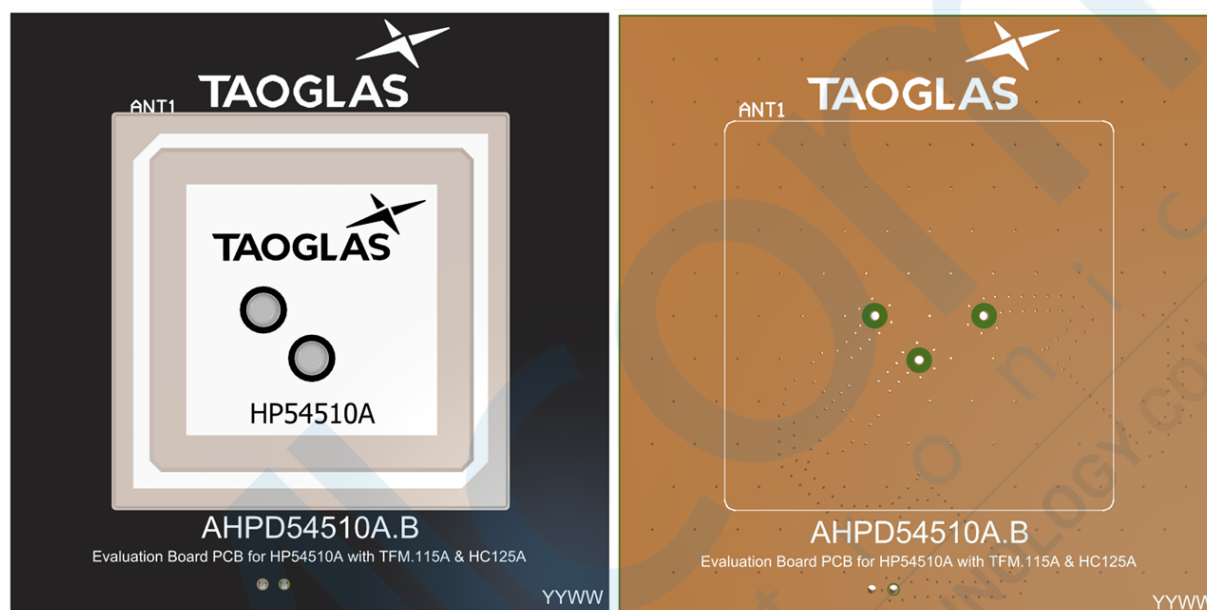 TAOGLAS
ANT1
TAOGLAS
HP54510A
AHPD54510A.B
Evaluation Board PCB for HP54510A with TFM.115A & HC125A
YYWW
TAOGLAS
ANT1
AHPD54510A.B
Evaluation Board PCB for HP54510A with TFM.115A & HC125A
YYWW